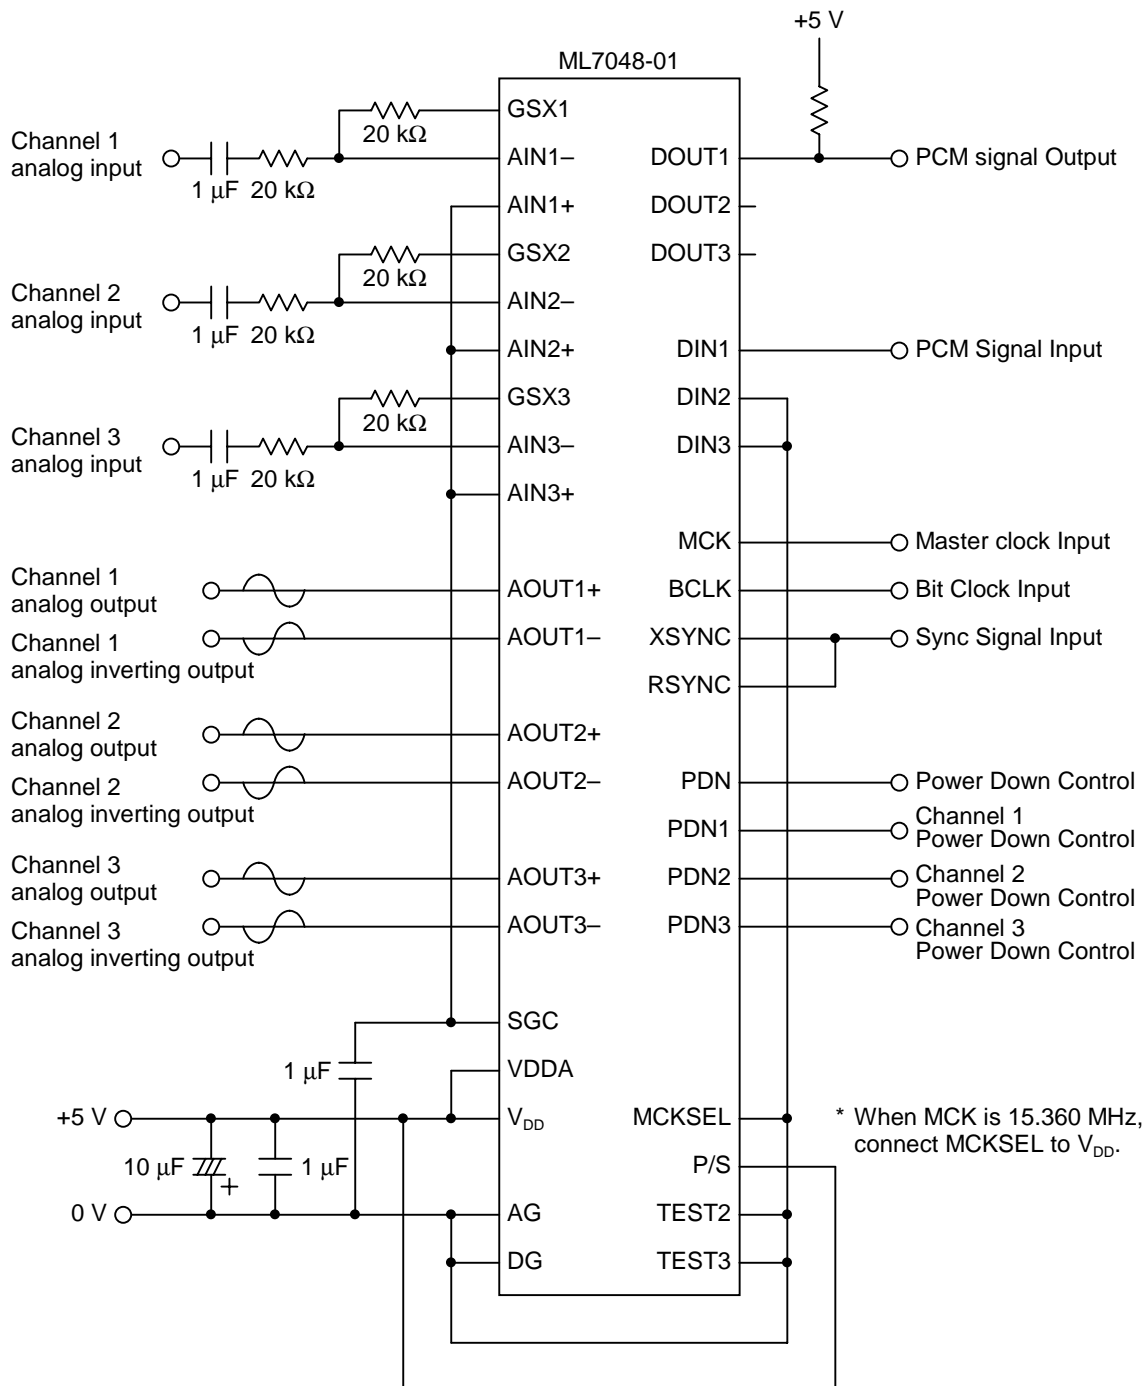 +5 V
ML7048-01
Channel 1
analog input
1 μF
20 kΩ
20 kΩ
GSX1
AIN1–
AIN1+
Channel 2
analog input
1 μF
20 kΩ
20 kΩ
GSX2
AIN2–
AIN2+
Channel 3
analog input
1 μF
20 kΩ
20 kΩ
GSX3
AIN3–
AIN3+
Channel 1
analog output
AOUT1+
Channel 1
analog inverting output
AOUT1–
Channel 2
analog output
AOUT2+
Channel 2
analog inverting output
AOUT2–
Channel 3
analog output
AOUT3+
Channel 3
analog inverting output
AOUT3–
SGC
1 μF
VDDA
+5 V
VDD
10 μF
+
1 μF
0 V
AG
DG
DOUT1
PCM signal Output
DOUT2
DOUT3
DIN1
PCM Signal Input
DIN2
DIN3
MCK
Master clock Input
BCLK
Bit Clock Input
XSYNC
Sync Signal Input
RSYNC
PDN
Power Down Control
PDN1
Channel 1
Power Down Control
PDN2
Channel 2
Power Down Control
PDN3
Channel 3
Power Down Control
MCKSEL
* When MCK is 15.360 MHz,
connect MCKSEL to VDD.
P/S
TEST2
TEST3